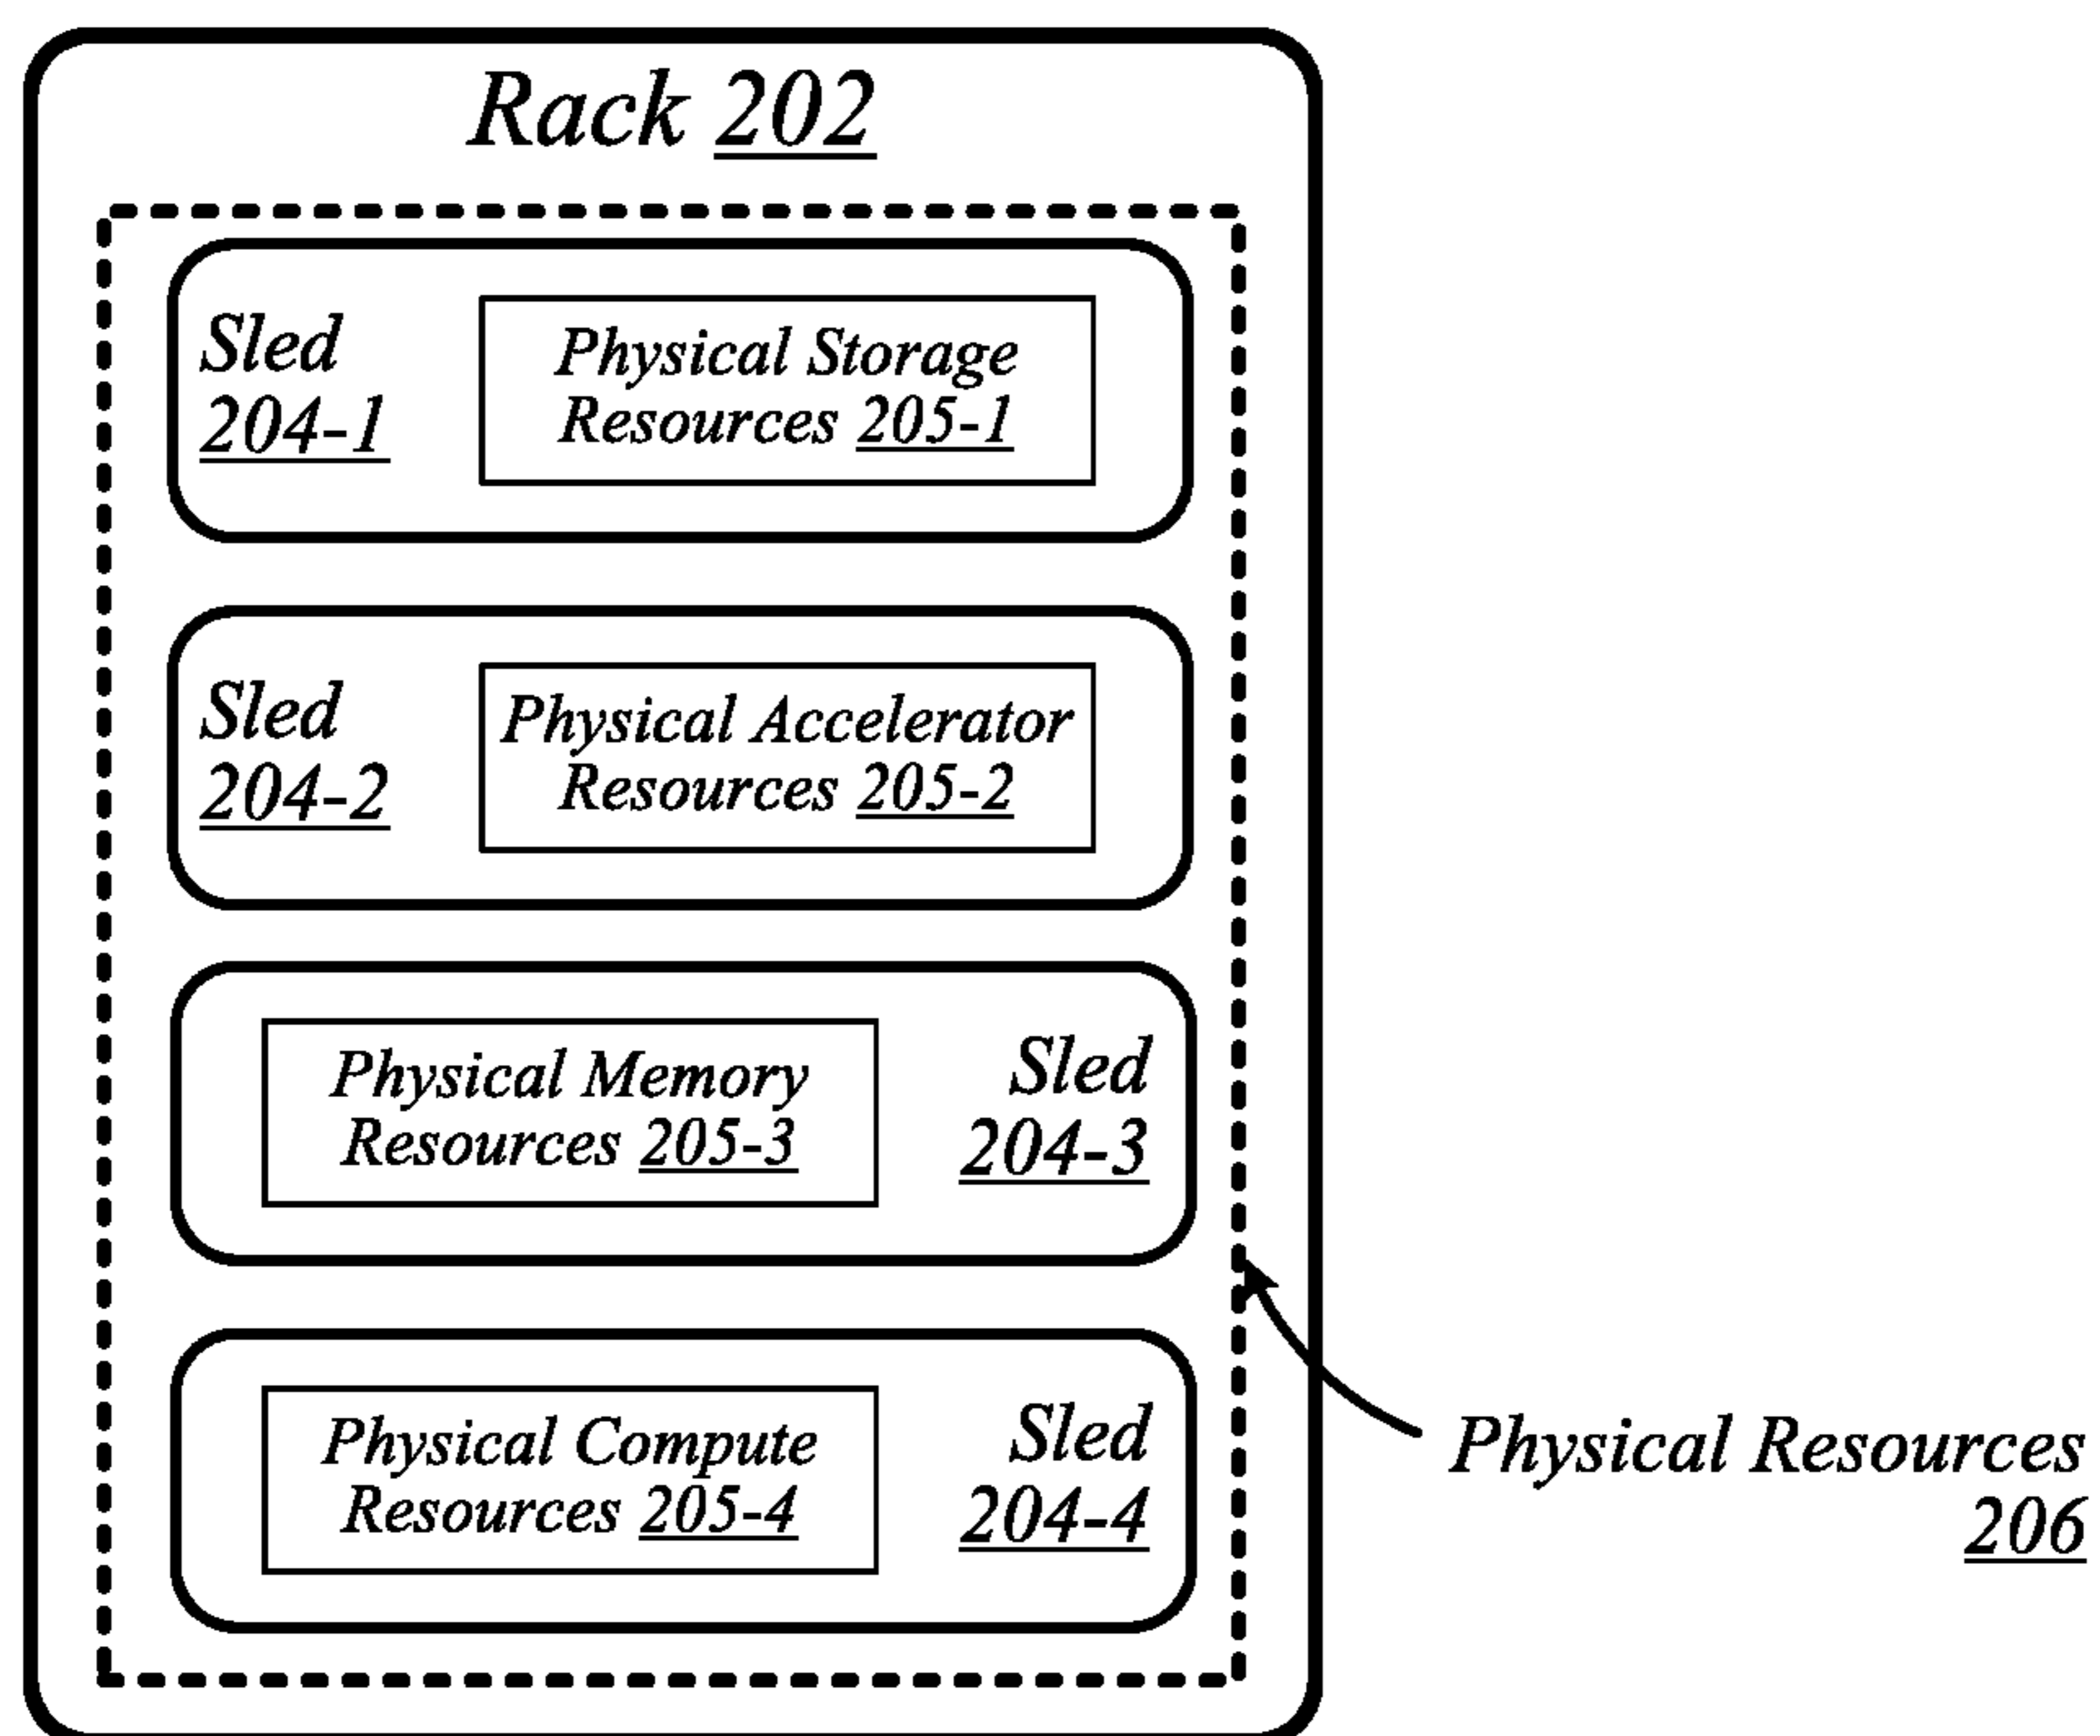 Rack 202
Sled
204-1
Physical Storage
Resources 205-1
Sled
204-2
Physical Accelerator
Resources 205-2
Physical Memory
Resources 205-3
Sled
204-3
Physical Compute
Resources 205-4
Sled
204-4
Physical Resources
206